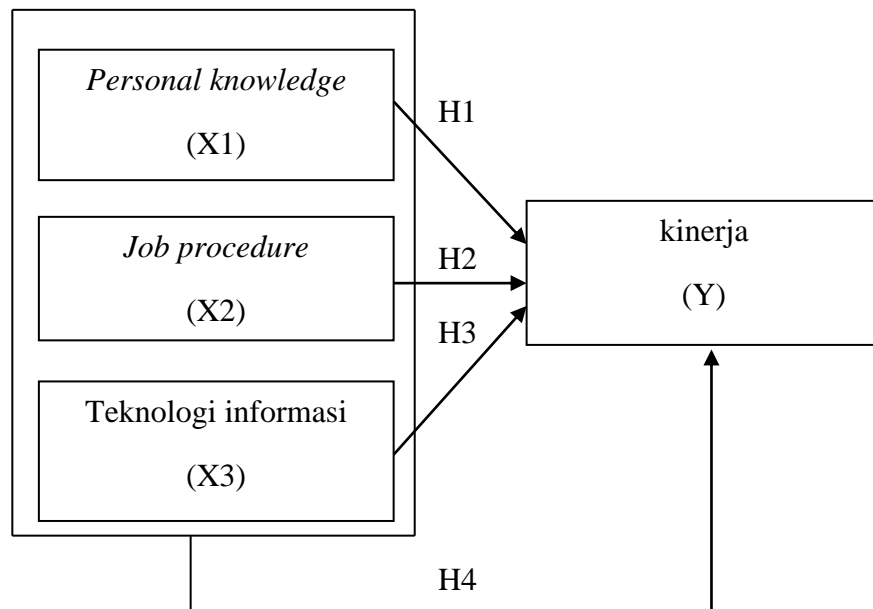 Personal knowledge
(X1)
H1
Job procedure
(X2)
H2
H3
Teknologi informasi
(X3)
kinerja
(Y)
H4